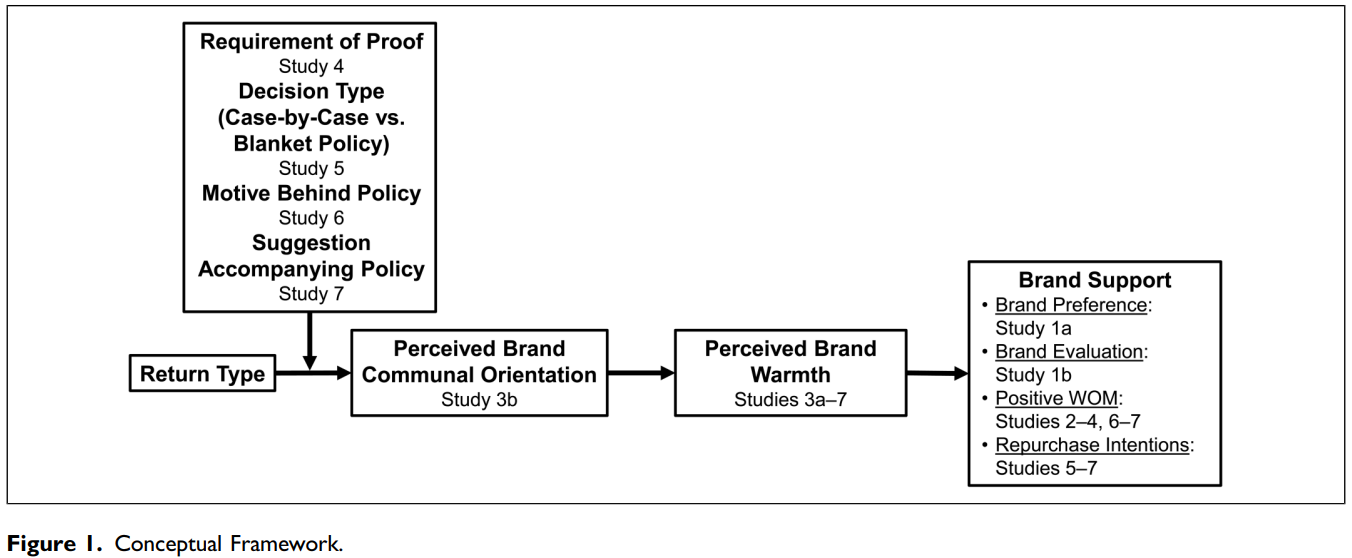 Requirement of Proof
Study 4
Decision Type
(Case-by-Case vs.
Blanket Policy)
Study 5
Motive Behind Policy
Study 6
Suggestion
Accompanying Policy
Study 7
Return Type
Perceived Brand
Communal Orientation
Study 3b
Perceived Brand
Warmth
Studies 3a–7
Brand Support
• Brand Preference:
Study 1a
• Brand Evaluation:
Study 1b
• Positive WOM:
Studies 2–4, 6–7
• Repurchase Intentions:
Studies 5–7
Figure 1. Conceptual Framework.